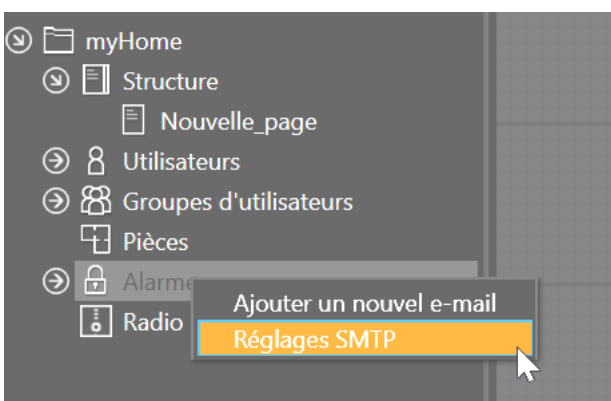 myHome
Structure
Nouvelle_page
Utilisateurs
Groupes d'utilisateurs
Pièces
Alarme
Ajouter un nouvel e-mail
Réglages SMTP
Radio